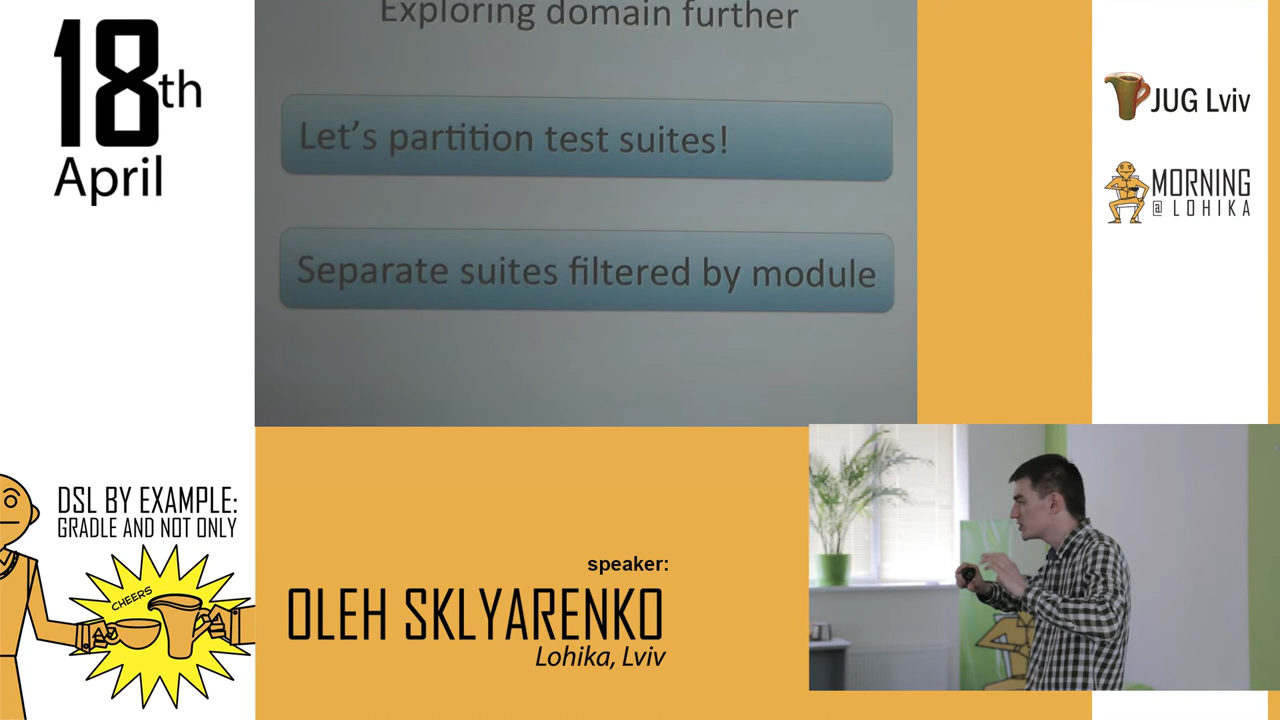 18th
April
Exploring domain further
Let's partition test suites!
Separate suites filtered by module
JUG Lviv
MORNING
@ LOHIKA
DSL BY EXAMPLE:
GRADLE AND NOT ONLY
CHEERS
speaker:
OLEH SKLYARENKO
Lohika, Lviv